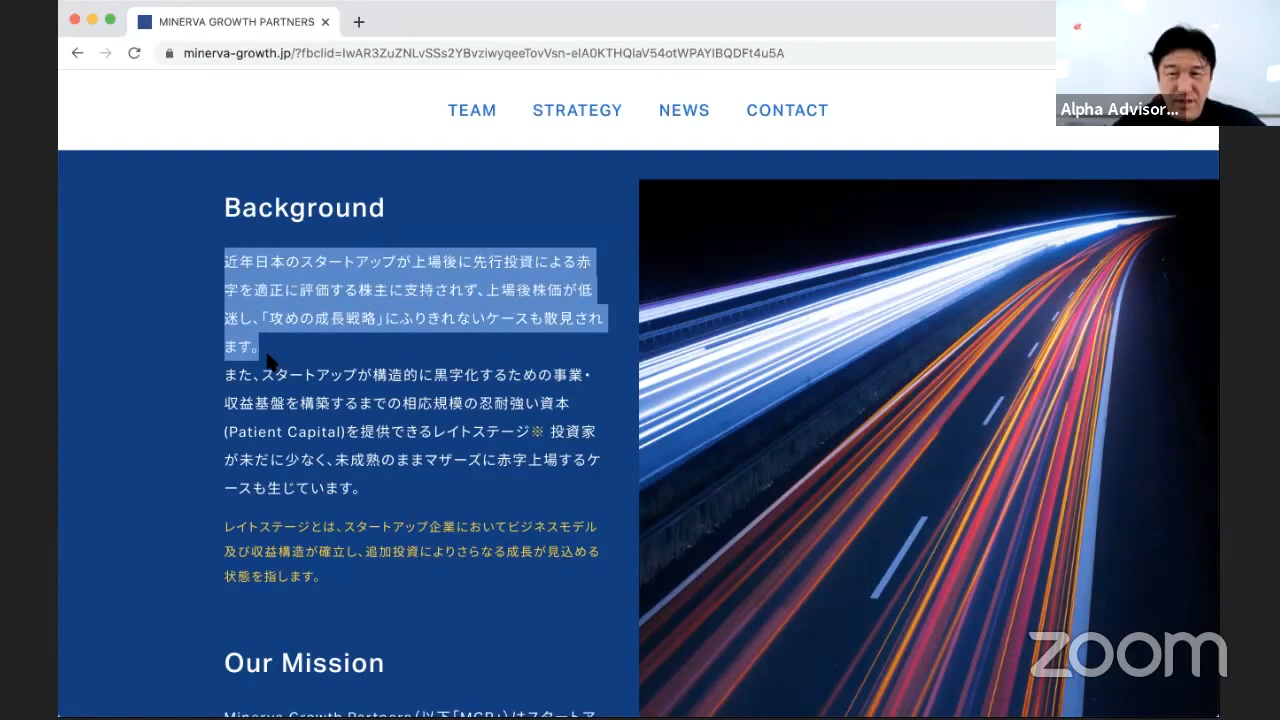 MINERVA GROWTH PARTNERS
minerva-growth.jp/?fbclid=IwAR3ZuZNLvSSs2YBvziwyqeeTovVsn-eIA0KTHQlaV54otWPAYlBQDFt4u5A
Alpha Advisor...
TEAM STRATEGY NEWS CONTACT
Background
近年日本のスタートアップが上場後に先行投資による赤
字を適正に評価する株主に支持されず、上場後株価が低
迷し、「攻めの成長戦略」にふりきれないケースも散見され
ます。
また、スタートアップが構造的に黒字化するための事業・
収益基盤を構築するまでの相応規模の忍耐強い資本
(Patient Capital)を提供できるレイトステージ※ 投資家
が未だに少なく、未成熟のままマザーズに赤字上場するケ
ースも生じています。
レイトステージとは、スタートアップ企業においてビジネスモデル
及び収益構造が確立し、追加投資によりさらなる成長が見込める
状態を指します。
Our Mission
Minerva Growth Partners（以下「MGP」）はスタートア
zoom